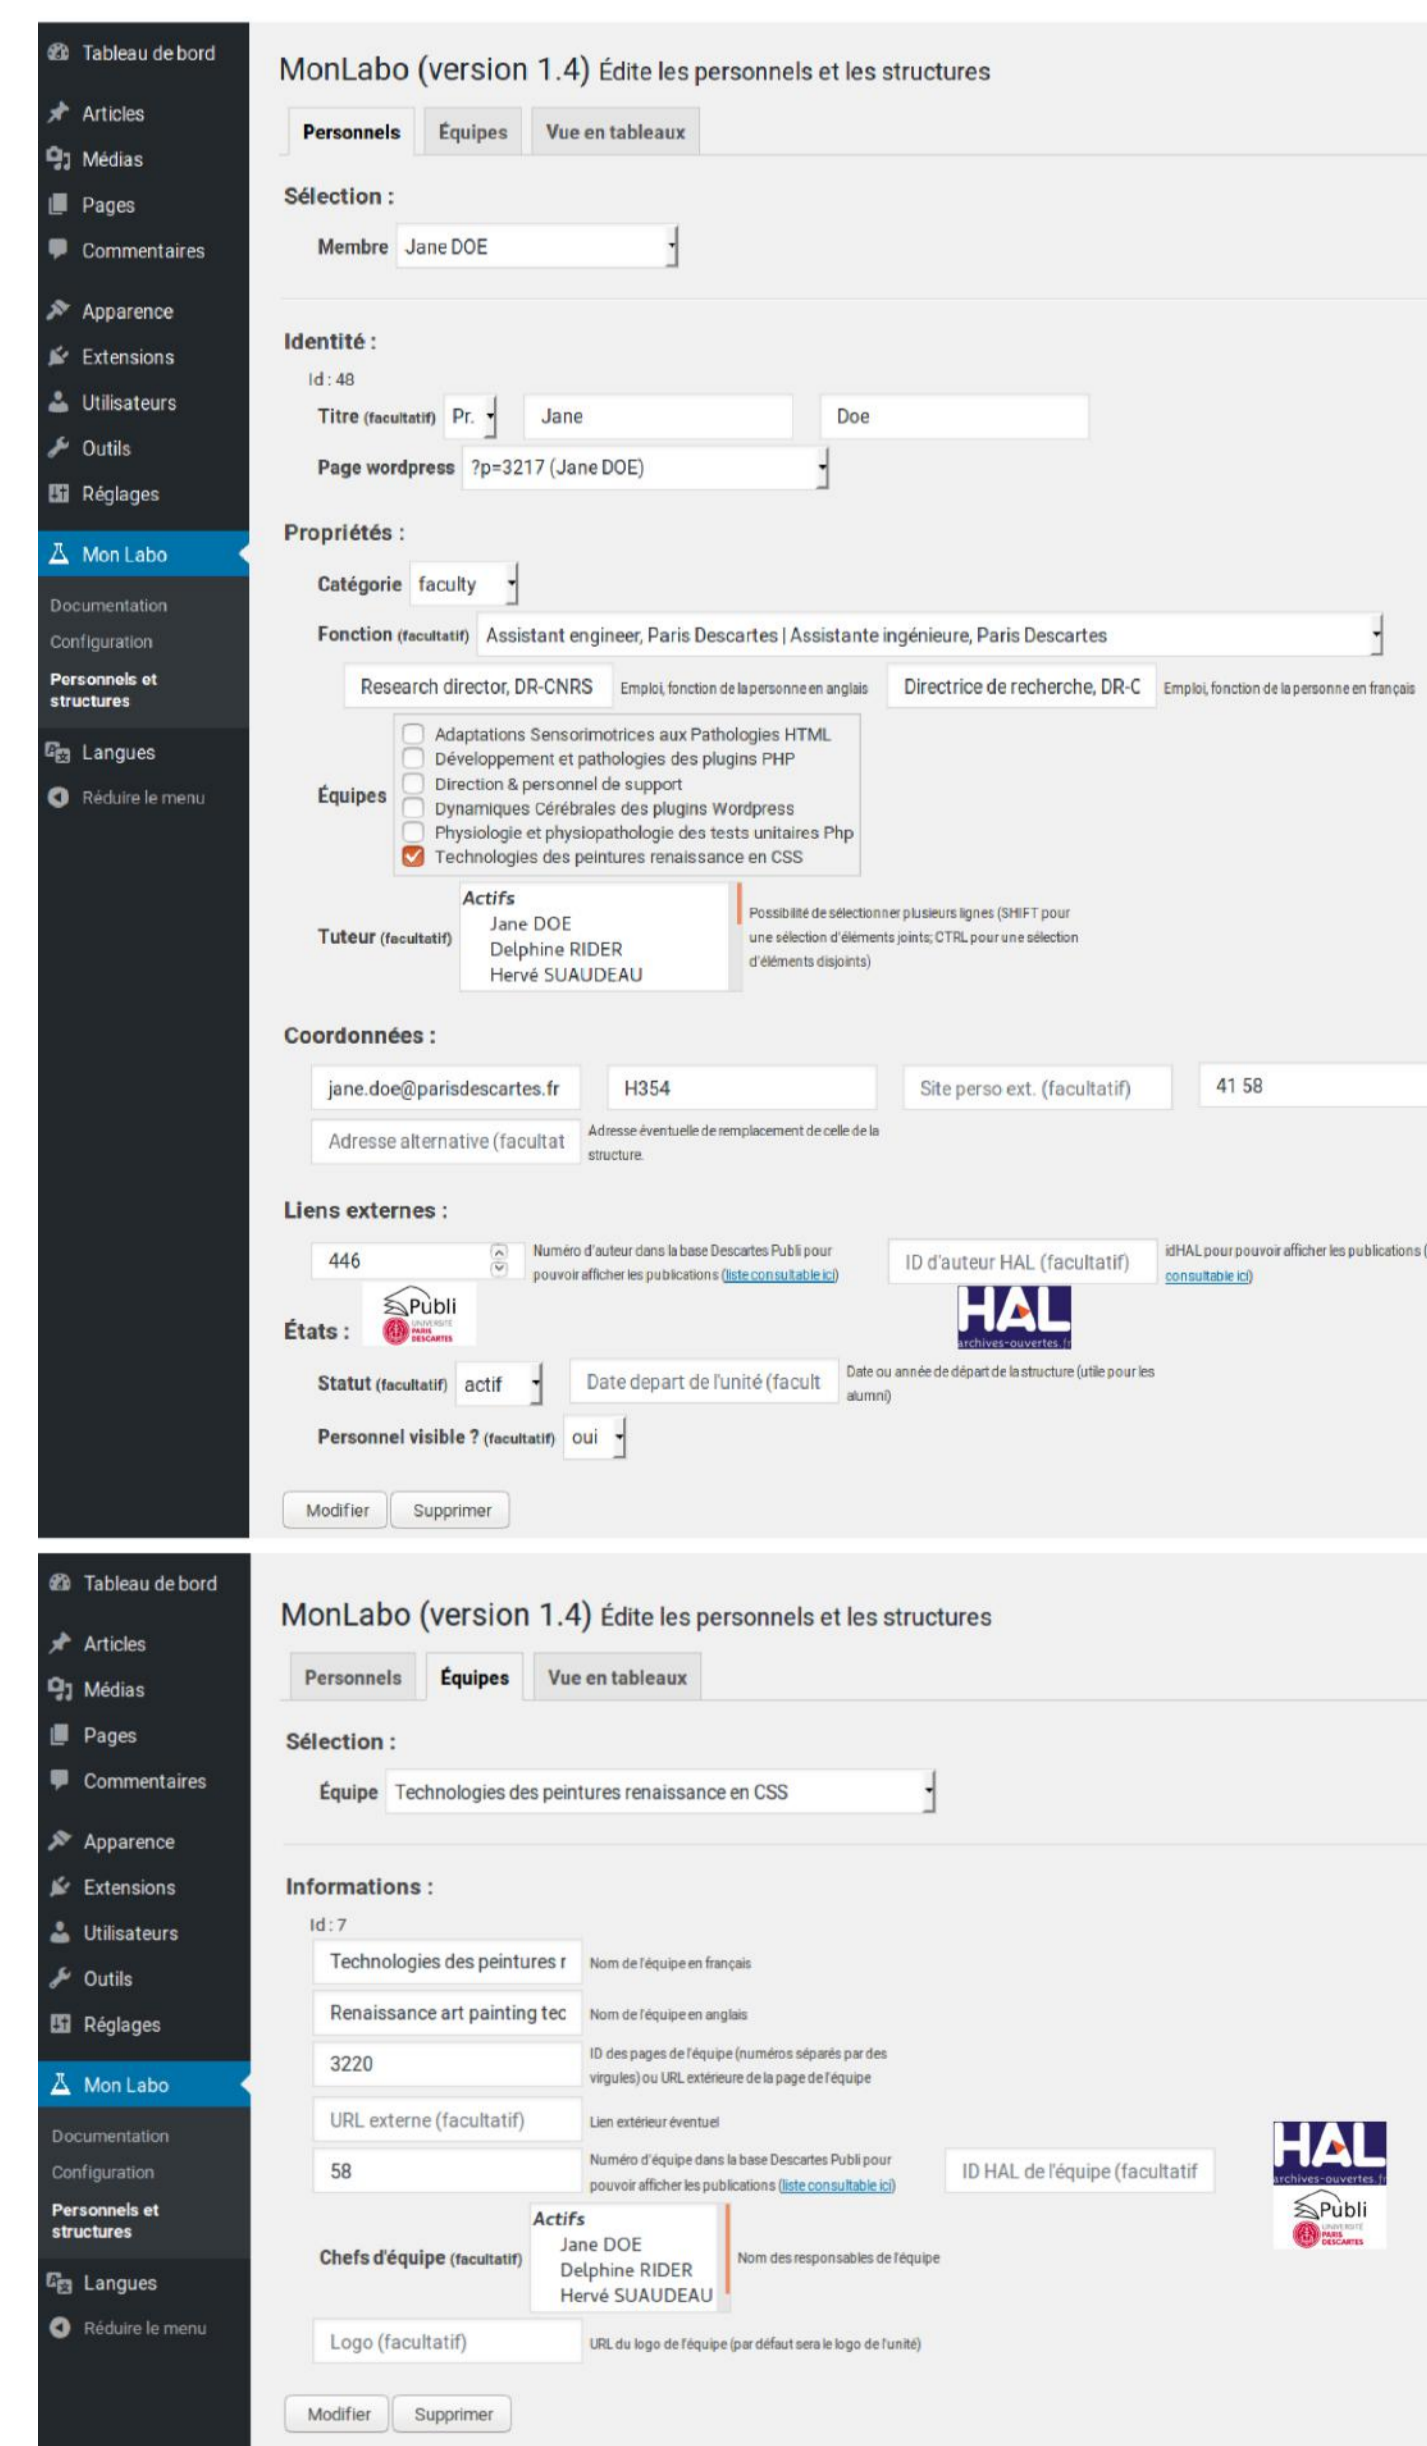 Tableau de bord
Articles
Médias
Pages
Commentaires
Apparence
Extensions
Utilisateurs
Outils
Réglages
Mon Labo
Documentation
Configuration
Personnels et
structures
Langues
Réduire le menu
MonLabo (version 1.4) Édite les personnels et les structures
Personnels Équipes Vue en tableaux
Sélection :
Membre Jane DOE
Identité :
Id : 48
Titre (facultatif) Pr. Jane Doe
Page wordpress ?p=3217 (Jane DOE)
Propriétés :
Catégorie faculty
Fonction (facultatif) Assistant engineer, Paris Descartes | Assistante ingénieure, Paris Descartes
Research director, DR-CNRS Emploi, fonction de la personne en anglais Directrice de recherche, DR-C Emploi, fonction de la personne en français
Équipes
Adaptations Sensorimotrices aux Pathologies HTML
Développement et pathologies des plugins PHP
Direction & personnel de support
Dynamiques Cérébrales des plugins Wordpress
Physiologie et physiopathologie des tests unitaires Php
Technologies des peintures renaissance en CSS
Tuteur (facultatif)
Actifs
Jane DOE
Delphine RIDER
Hervé SUAUDEAU
Possibilité de sélectionner plusieurs lignes (SHIFT pour
une sélection d'éléments joints; CTRL pour une sélection
d'éléments disjoints)
Coordonnées :
jane.doe@parisdescartes.fr H354 Site perso ext. (facultatif) 41 58
Adresse alternative (facultat Adresse éventuelle de remplacement de celle de la
structure.
Liens externes :
446 Numéro d'auteur dans la base Descartes Publi pour
pouvoir afficher les publications (liste consultable ici)
ID d'auteur HAL (facultatif) idHAL pour pouvoir afficher les publications (
consultable ici)
Publi
UNIVERSITÉ
PARIS
DESCARTES
HAL
archives-ouvertes.fr
États :
Statut (facultatif) actif Date depart de l'unité (facult Date ou année de départ de la structure (utile pour les
alumni)
Personnel visible ? (facultatif) oui
Modifier Supprimer
Tableau de bord
Articles
Médias
Pages
Commentaires
Apparence
Extensions
Utilisateurs
Outils
Réglages
Mon Labo
Documentation
Configuration
Personnels et
structures
Langues
Réduire le menu
MonLabo (version 1.4) Édite les personnels et les structures
Personnels Équipes Vue en tableaux
Sélection :
Équipe Technologies des peintures renaissance en CSS
Informations :
Id : 7
Technologies des peintures r Nom de l'équipe en français
Renaissance art painting tec Nom de l'équipe en anglais
3220 ID des pages de l'équipe (numéros séparés par des
virgules) ou URL extérieure de la page de l'équipe
URL externe (facultatif) Lien extérieur éventuel
58 Numéro d'équipe dans la base Descartes Publi pour
pouvoir afficher les publications (liste consultable ici)
ID HAL de l'équipe (facultatif
HAL
archives-ouvertes.fr
Publi
UNIVERSITÉ
PARIS
DESCARTES
Chefs d'équipe (facultatif)
Actifs
Jane DOE
Delphine RIDER
Hervé SUAUDEAU
Nom des responsables de l'équipe
Logo (facultatif) URL du logo de l'équipe (par défaut sera le logo de l'unité)
Modifier Supprimer